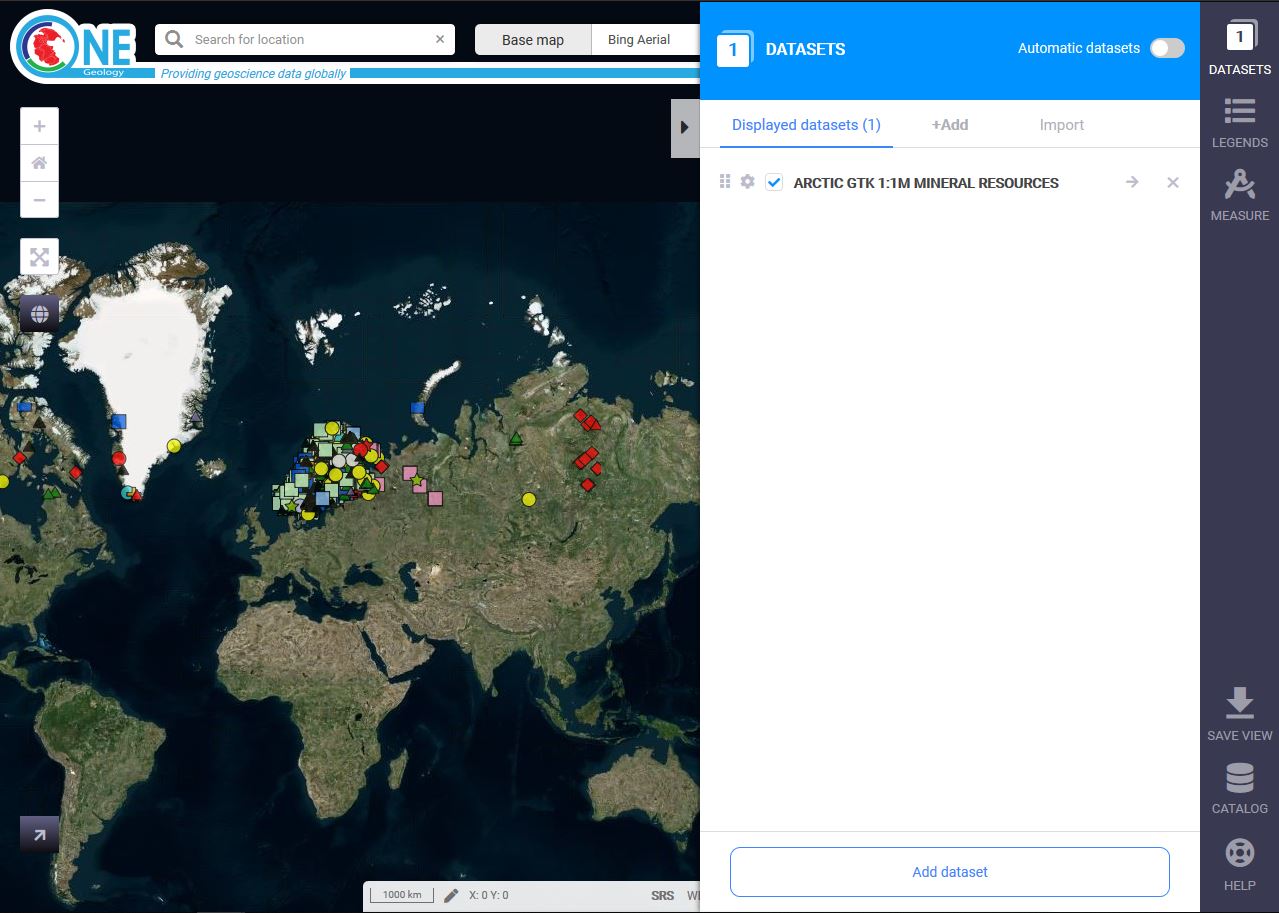 ONE
Geology
Providing geoscience data globally
Search for location
Base map
Bing Aerial
1
DATASETS
Automatic datasets
Displayed datasets (1)
+Add
Import
ARCTIC GTK 1:1M MINERAL RESOURCES
Add dataset
1
DATASETS
LEGENDS
MEASURE
SAVE VIEW
CATALOG
HELP
1000 km
X: 0 Y: 0
SRS